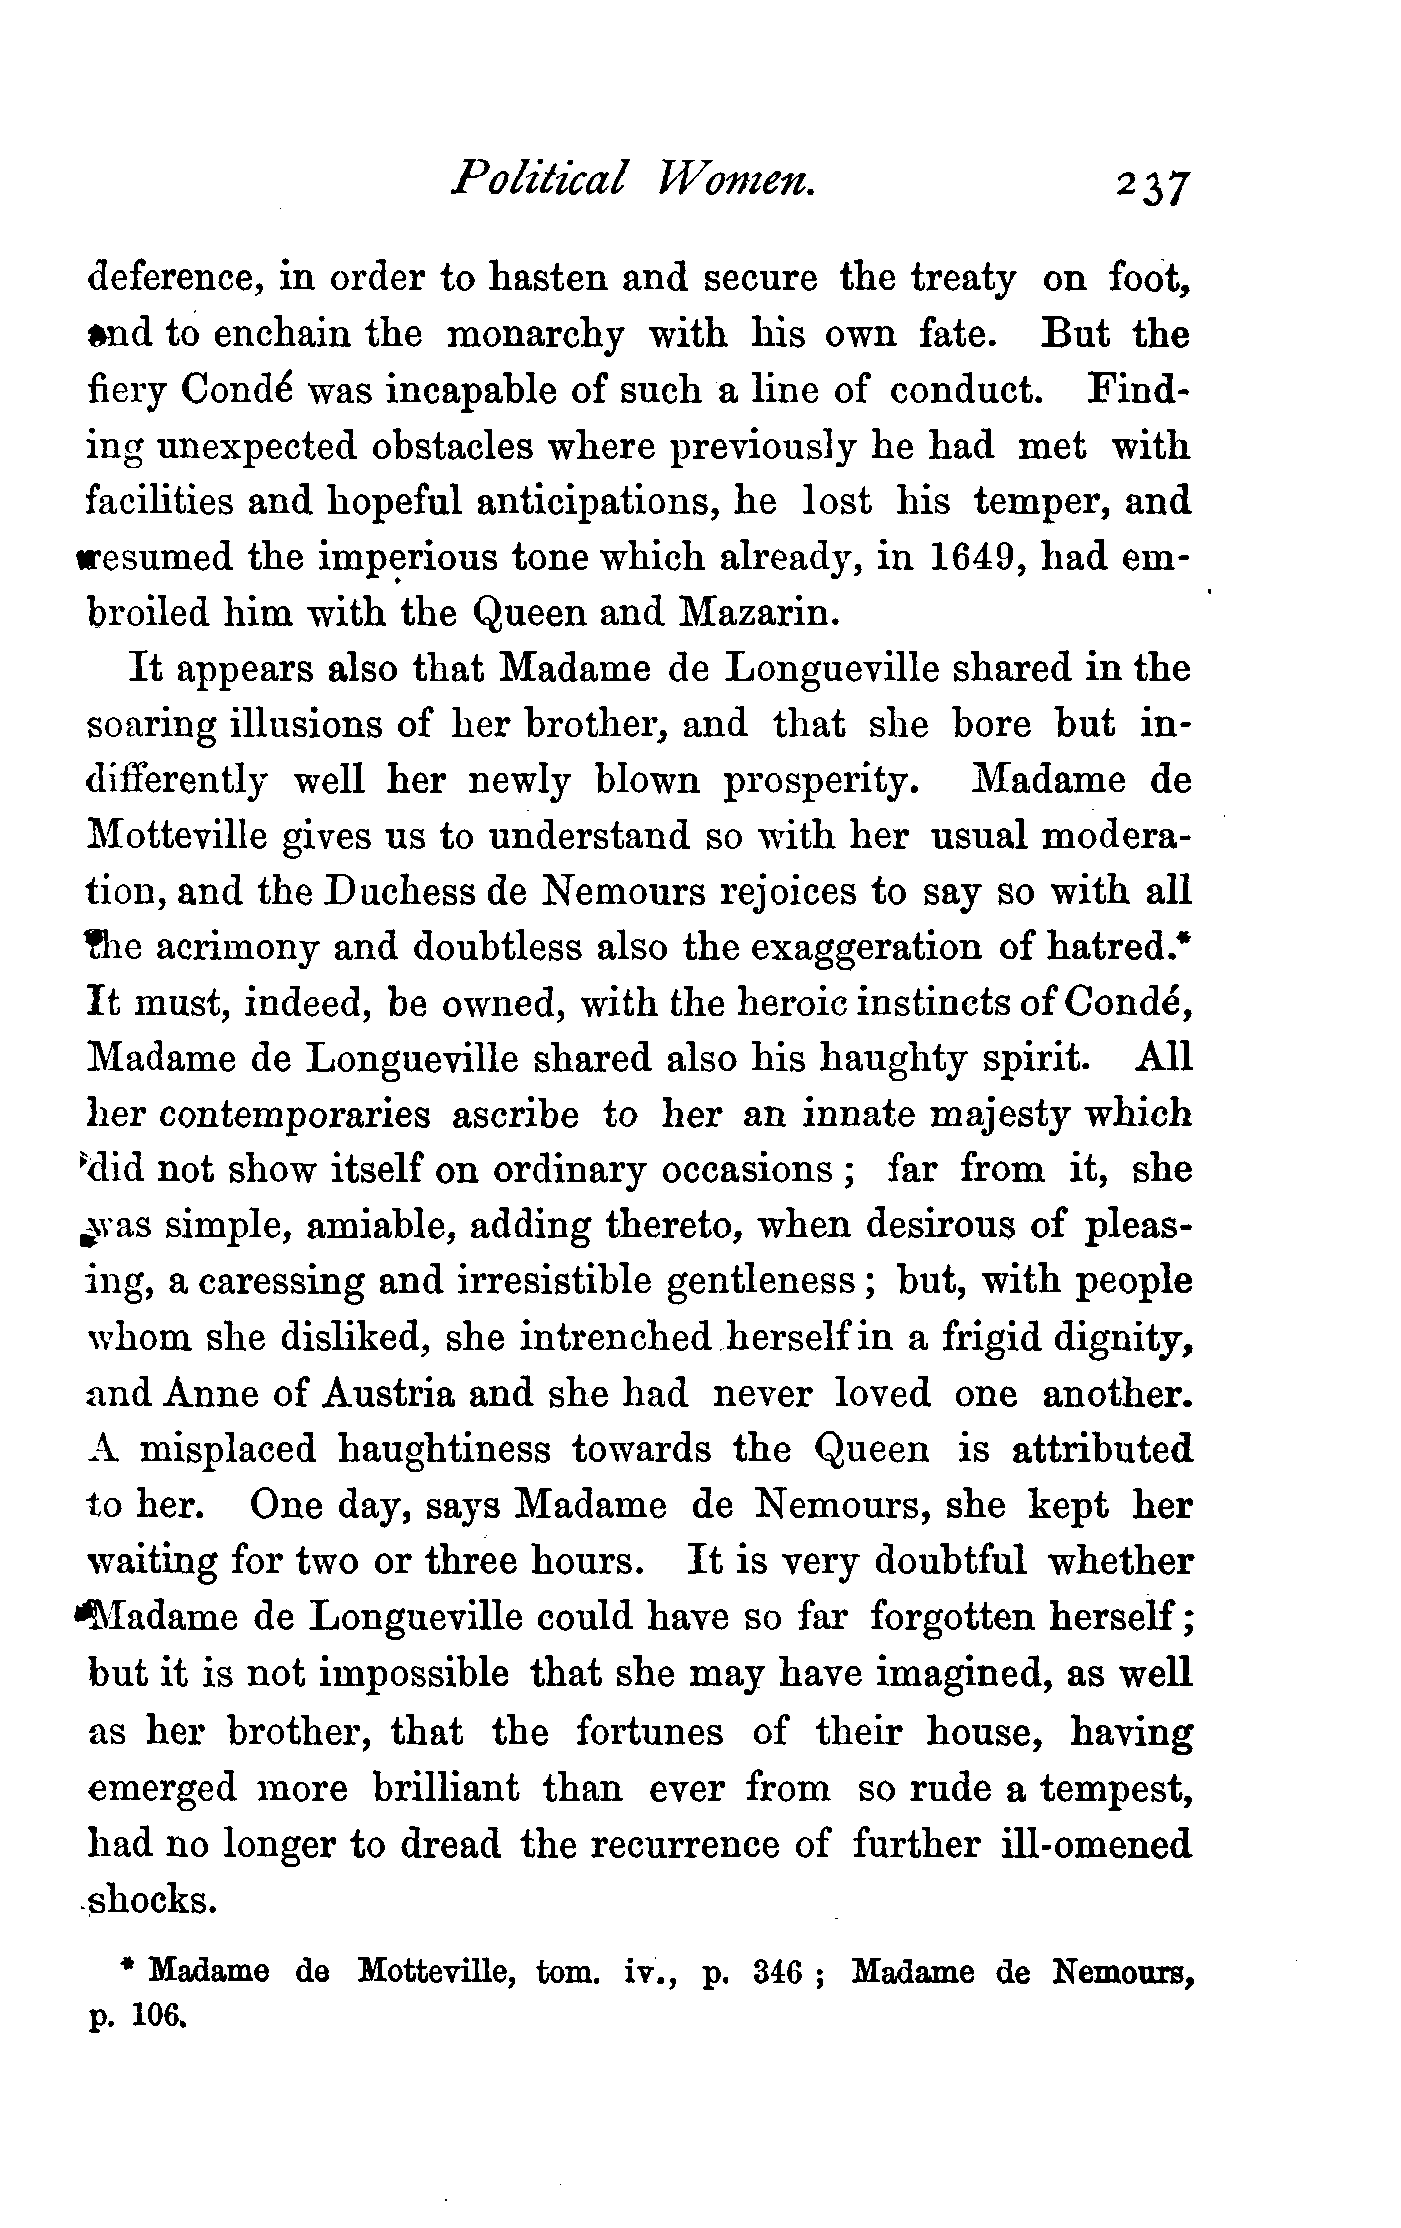 Political Women. 237
deference, in order to hasten and secure the treaty on foot,
and to enchain the monarchy with his own fate. But the
fiery Condé was incapable of such a line of conduct. Find-
ing unexpected obstacles where previously he had met with
facilities and hopeful anticipations, he lost his temper, and
resumed the imperious tone which already, in 1649, had em-
broiled him with the Queen and Mazarin.
It appears also that Madame de Longueville shared in the
soaring illusions of her brother, and that she bore but in-
differently well her newly blown prosperity. Madame de
Motteville gives us to understand so with her usual modera-
tion, and the Duchess de Nemours rejoices to say so with all
the acrimony and doubtless also the exaggeration of hatred.*
It must, indeed, be owned, with the heroic instincts of Condé,
Madame de Longueville shared also his haughty spirit. All
her contemporaries ascribe to her an innate majesty which
did not show itself on ordinary occasions ; far from it, she
was simple, amiable, adding thereto, when desirous of pleas-
ing, a caressing and irresistible gentleness ; but, with people
whom she disliked, she intrenched herself in a frigid dignity,
and Anne of Austria and she had never loved one another.
A misplaced haughtiness towards the Queen is attributed
to her. One day, says Madame de Nemours, she kept her
waiting for two or three hours. It is very doubtful whether
Madame de Longueville could have so far forgotten herself ;
but it is not impossible that she may have imagined, as well
as her brother, that the fortunes of their house, having
emerged more brilliant than ever from so rude a tempest,
had no longer to dread the recurrence of further ill-omened
shocks.
* Madame de Motteville, tom. iv., p. 346 ; Madame de Nemours,
p. 106.